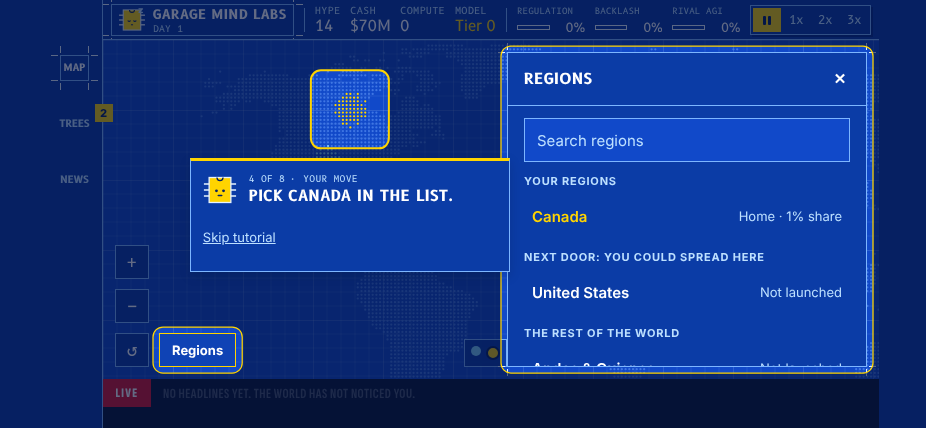 GARAGE MIND LABS
DAY 1
HYPE
14
CASH
$70M
COMPUTE
0
MODEL
Tier 0
REGULATION
0%
BACKLASH
0%
RIVAL AGI
0%
1x
2x
3x
MAP
TREES
2
NEWS
REGIONS
×
Search regions
YOUR REGIONS
Canada
Home · 1% share
NEXT DOOR: YOU COULD SPREAD HERE
United States
Not launched
THE REST OF THE WORLD
4 OF 8 · YOUR MOVE
PICK CANADA IN THE LIST.
Skip tutorial
+
−
↺
Regions
LIVE
NO HEADLINES YET. THE WORLD HAS NOT NOTICED YOU.